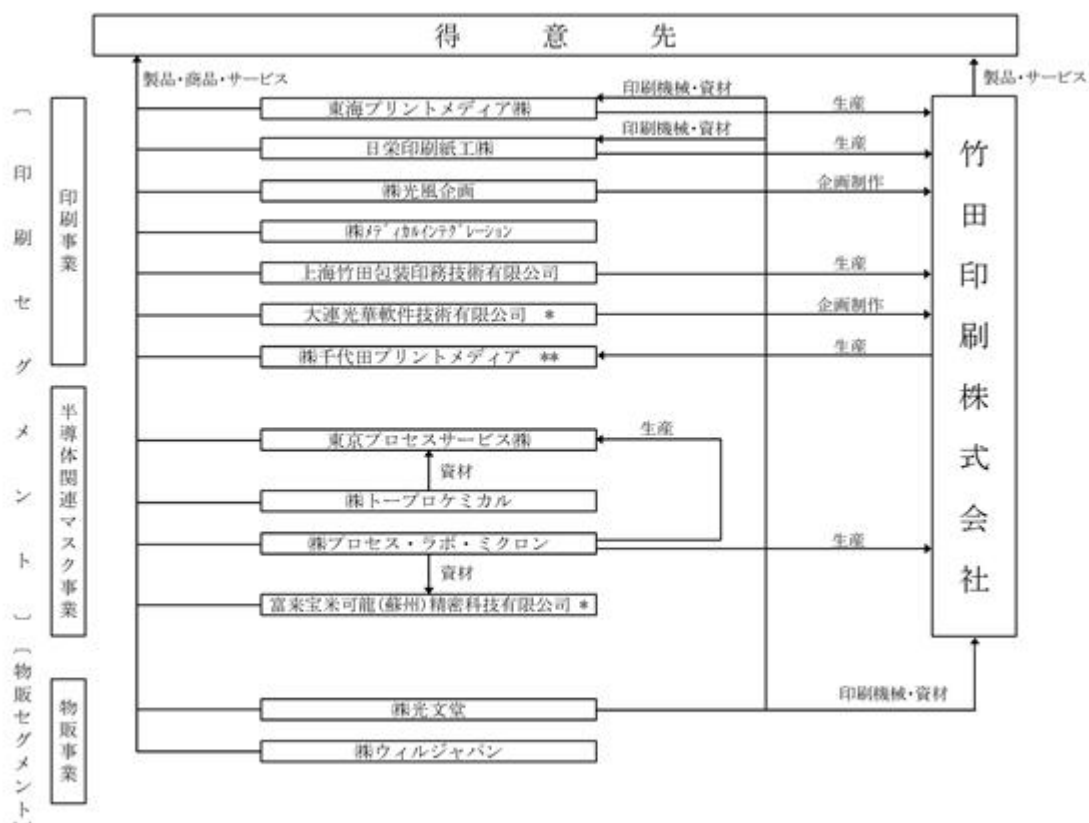 得意先
製品・商品・サービス
製品・サービス
〔印刷セグメント〕
印刷事業
印刷機械・資材
東海プリントメディア㈱
生産
印刷機械・資材
日栄印刷紙工㈱
生産
㈱光風企画
企画制作
㈱ﾒﾃﾞｨｶﾙｲﾝﾃｸﾞﾚｰｼｮﾝ
上海竹田包装印務技術有限公司
生産
大連光華軟件技術有限公司 *
企画制作
㈱千代田プリントメディア **
生産
竹田印刷株式会社
半導体関連マスク事業
東京プロセスサービス㈱
生産
資材
㈱トープロケミカル
㈱プロセス・ラボ・ミクロン
生産
資材
富来宝米可龍(蘇州)精密科技有限公司 *
〔物販セグメント〕
物販事業
㈱光文堂
印刷機械・資材
㈱ウィルジャパン